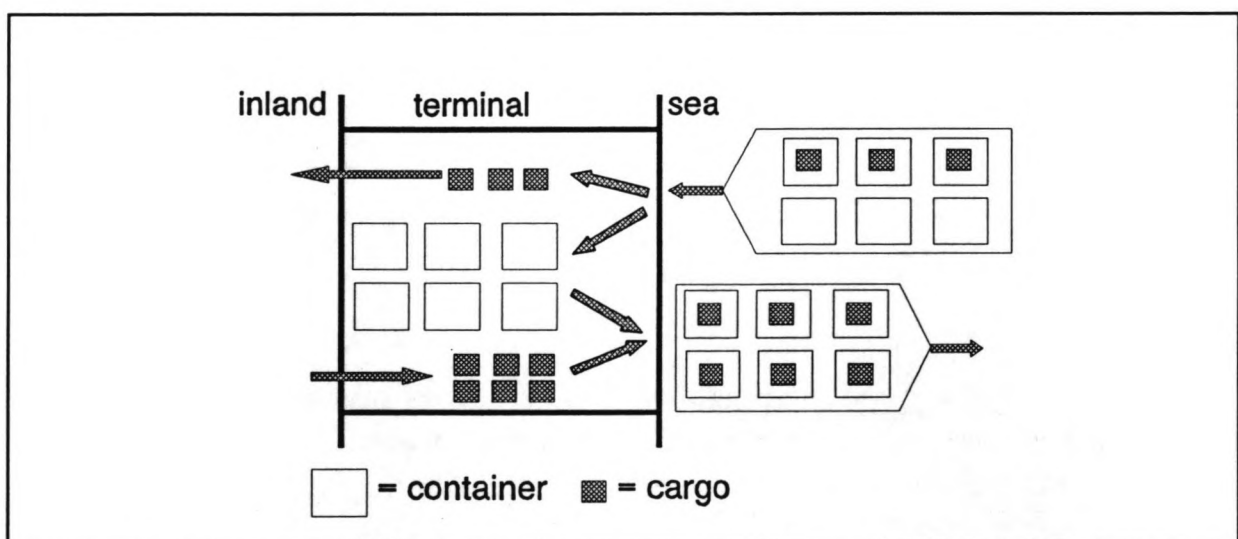 inland terminal sea
= container = cargo